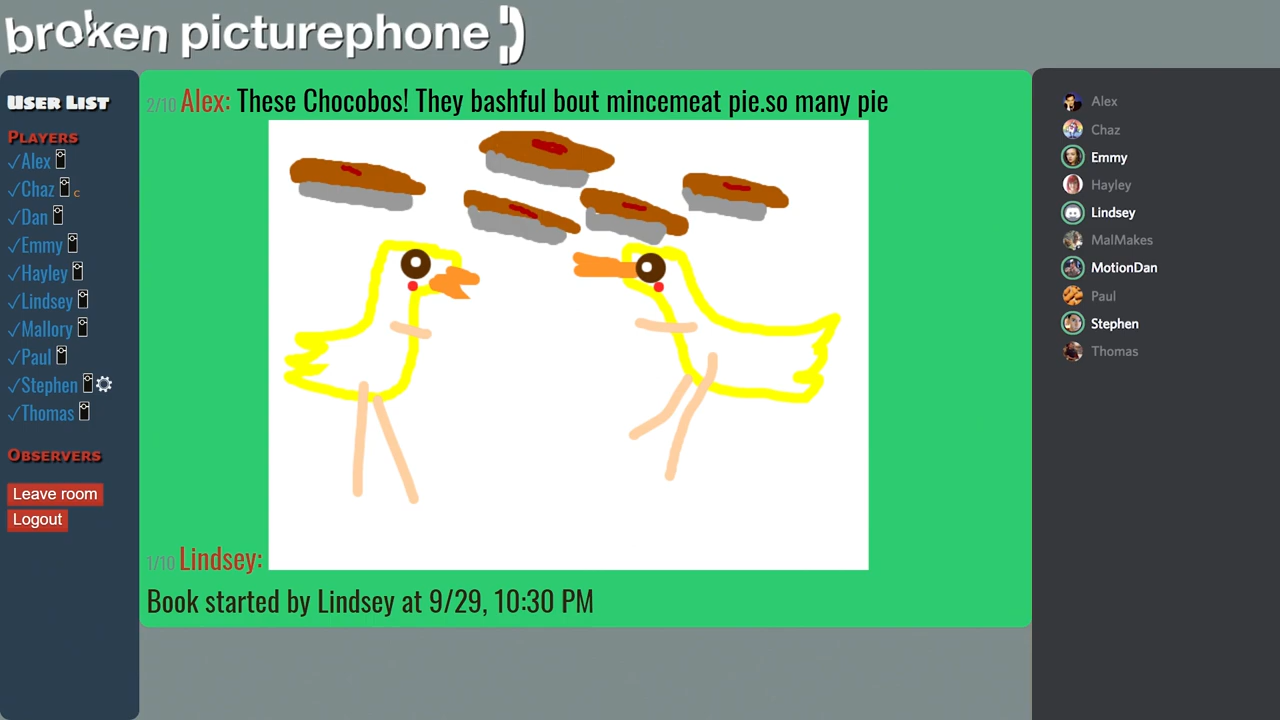 broken picturephone
User List
Players
✓Alex
✓Chaz c
✓Dan
✓Emmy
✓Hayley
✓Lindsey
✓Mallory
✓Paul
✓Stephen
✓Thomas
Observers
Leave room
Logout
2/10 Alex: These Chocobos! They bashful bout mincemeat pie.so many pie
1/10 Lindsey:
Book started by Lindsey at 9/29, 10:30 PM
Alex
Chaz
Emmy
Hayley
Lindsey
MalMakes
MotionDan
Paul
Stephen
Thomas